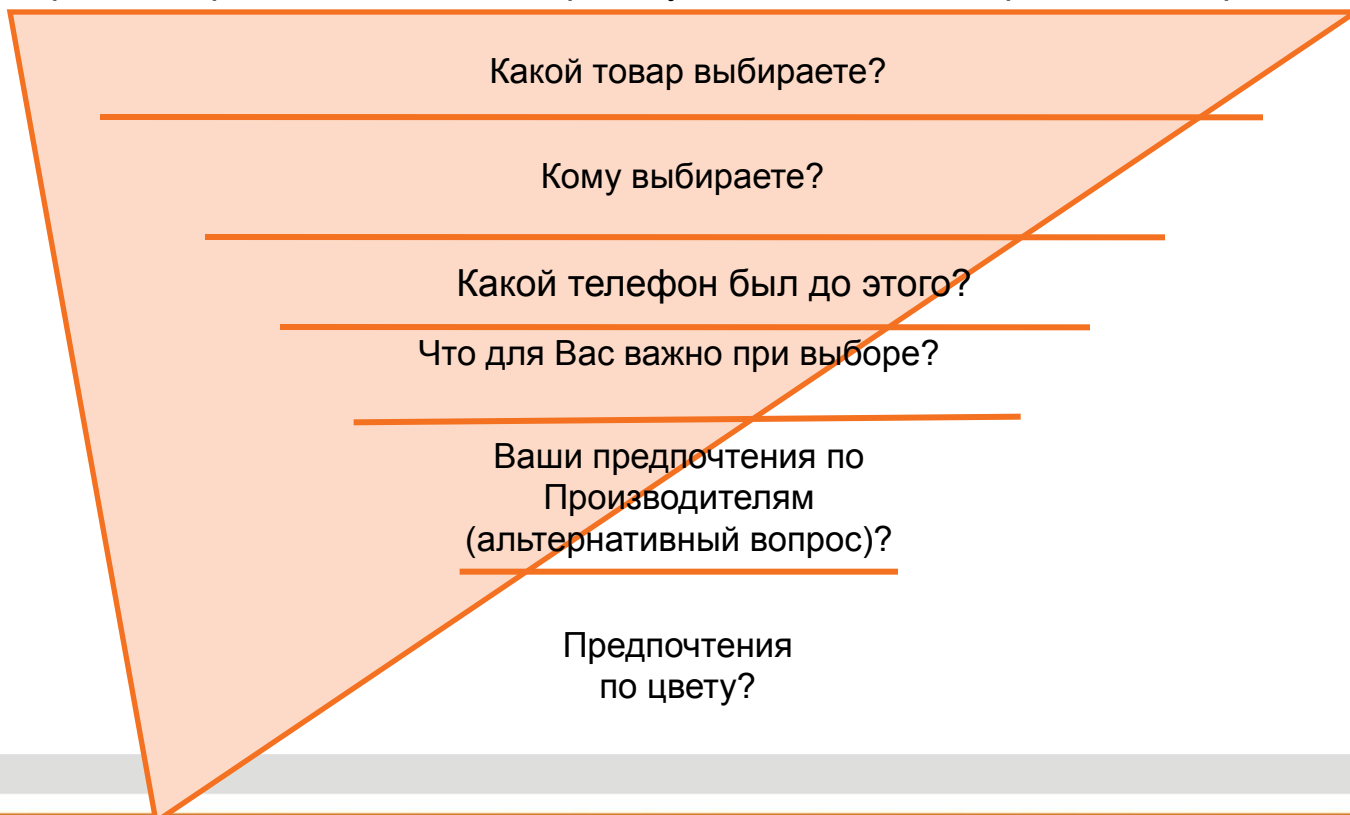 Какой товар выбираете?
Кому выбираете?
Какой телефон был до этого?
Что для Вас важно при выборе?
Ваши предпочтения по
Производителям
(альтернативный вопрос)?
Предпочтения
по цвету?